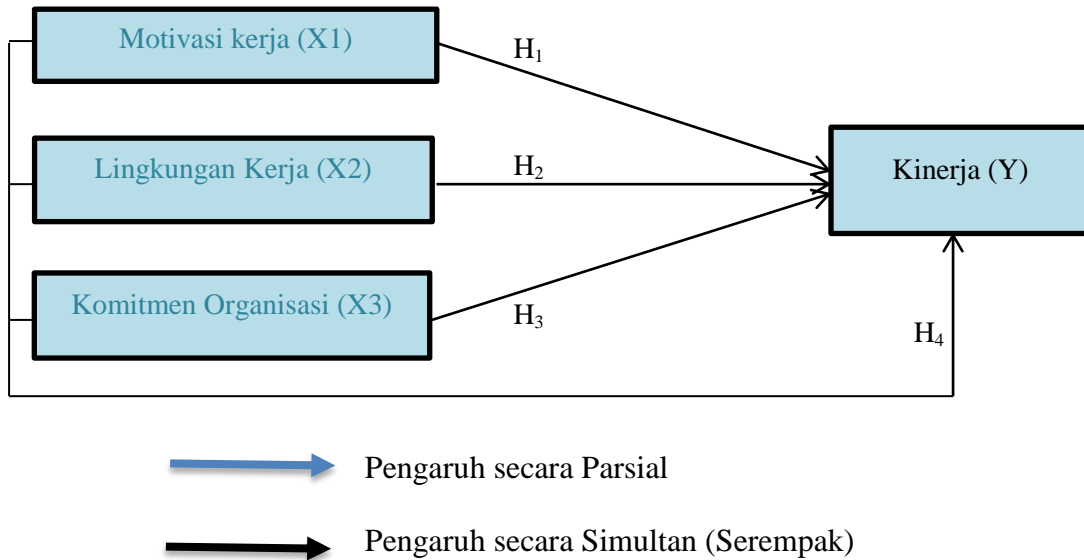 Motivasi kerja (X1)
H₁
Lingkungan Kerja (X2)
H₂
Kinerja (Y)
Komitmen Organisasi (X3)
H₃
H₄
Pengaruh secara Parsial
Pengaruh secara Simultan (Serempak)